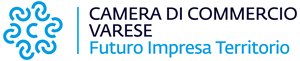 CAMERA DI COMMERCIO
VARESE
Futuro Impresa Territorio